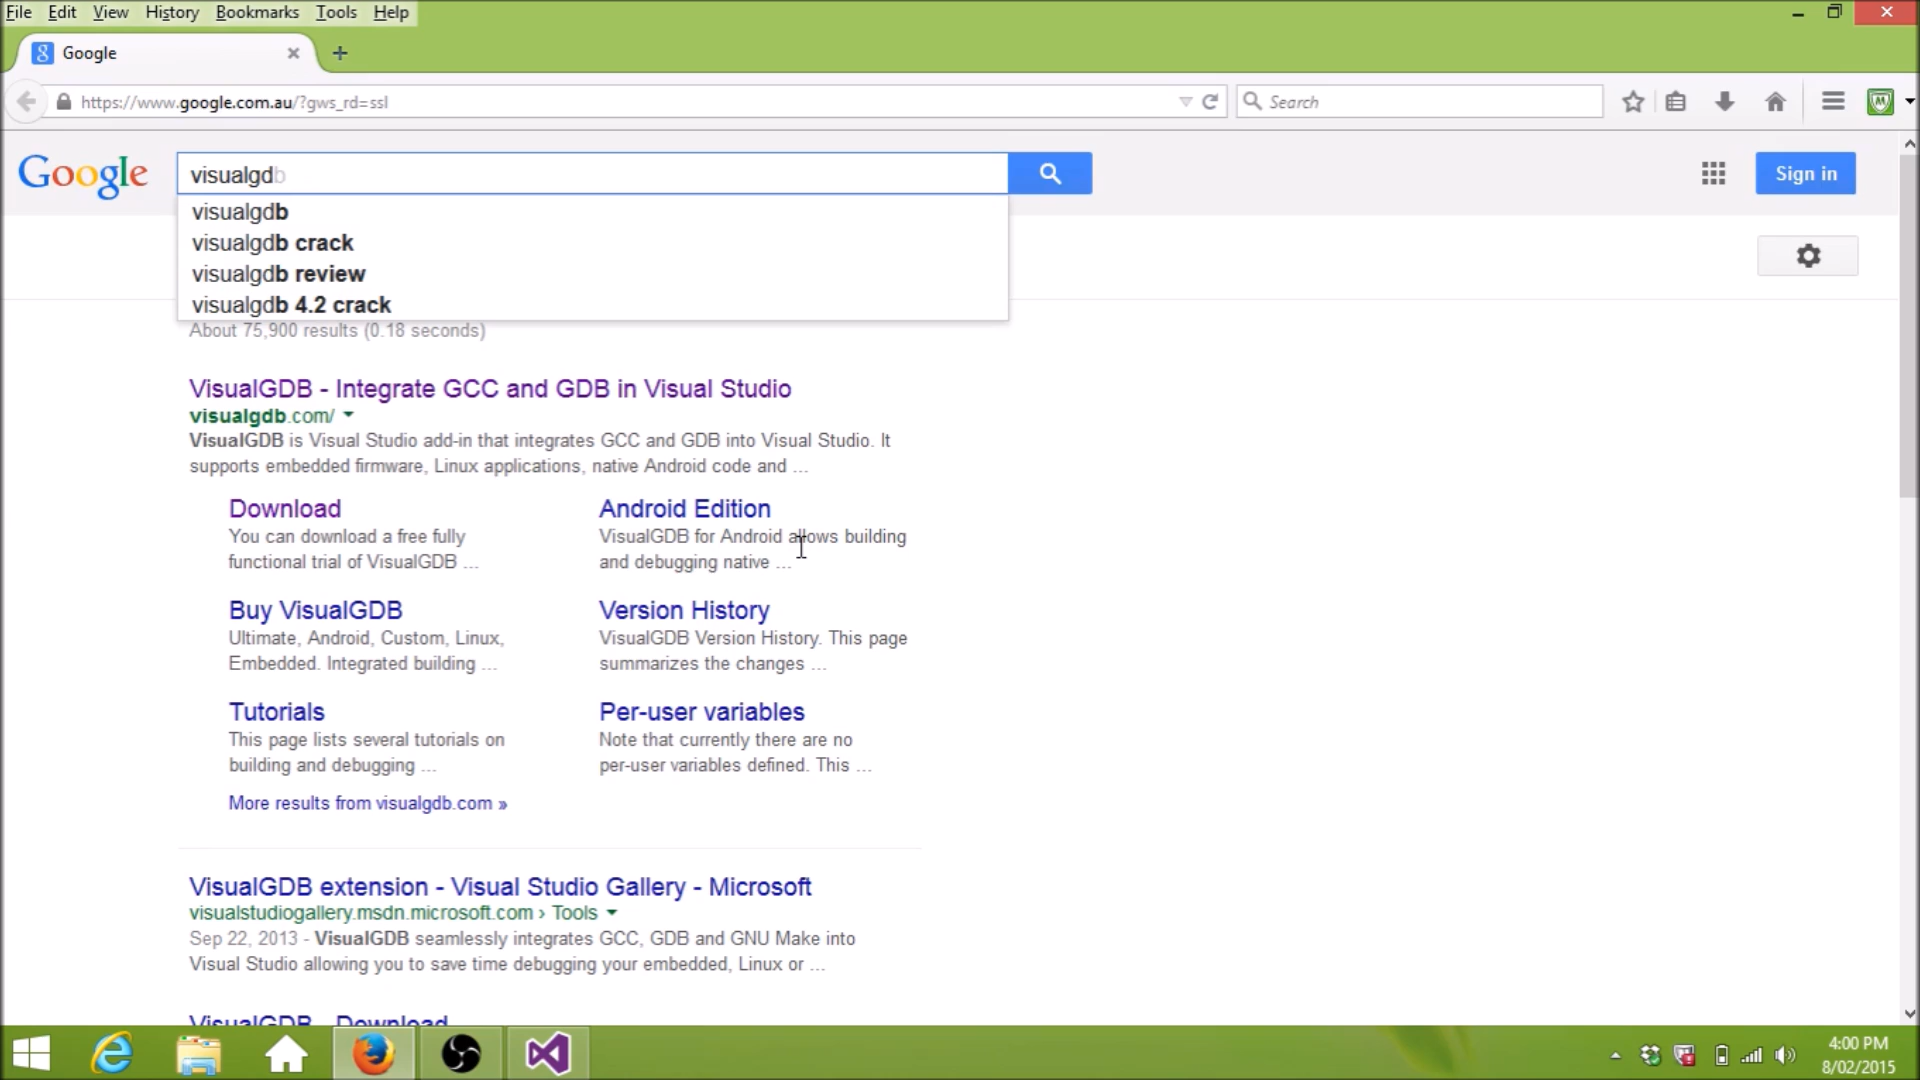 File Edit View History Bookmarks Tools Help
Google
https://www.google.com.au/?gws_rd=ssl
Search
Google
visualgdb
Sign in
visualgdb
visualgdb crack
visualgdb review
visualgdb 4.2 crack
About 75,900 results (0.18 seconds)
VisualGDB - Integrate GCC and GDB in Visual Studio
visualgdb.com/
VisualGDB is Visual Studio add-in that integrates GCC and GDB into Visual Studio. It
supports embedded firmware, Linux applications, native Android code and ...
Download
You can download a free fully
functional trial of VisualGDB ...
Android Edition
VisualGDB for Android allows building
and debugging native ...
Buy VisualGDB
Ultimate, Android, Custom, Linux,
Embedded. Integrated building ...
Version History
VisualGDB Version History. This page
summarizes the changes ...
Tutorials
This page lists several tutorials on
building and debugging ...
Per-user variables
Note that currently there are no
per-user variables defined. This ...
More results from visualgdb.com »
VisualGDB extension - Visual Studio Gallery - Microsoft
visualstudiogallery.msdn.microsoft.com › Tools
Sep 22, 2013 - VisualGDB seamlessly integrates GCC, GDB and GNU Make into
Visual Studio allowing you to save time debugging your embedded, Linux or ...
VisualGDB - Download
4:00 PM
8/02/2015